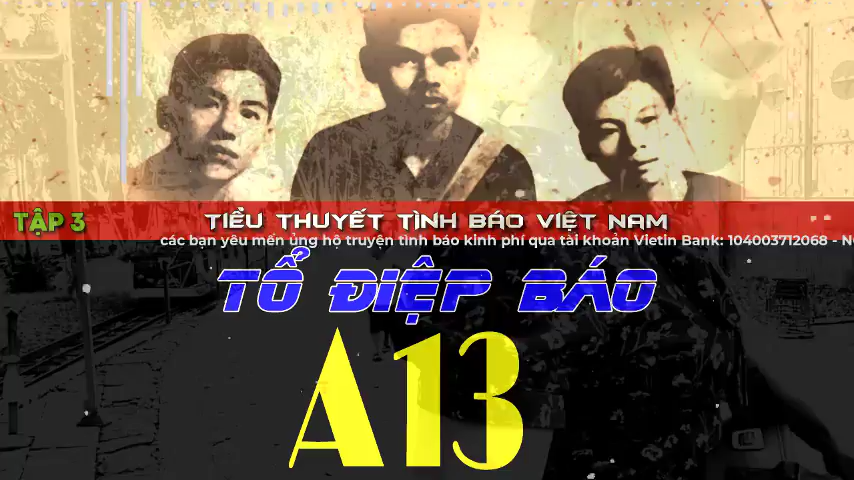 TẬP 3
TIỂU THUYẾT TÌNH BÁO VIỆT NAM
các bạn yêu mến ủng hộ truyện tình báo kinh phí qua tài khoản Vietin Bank: 104003712068 -
TỔ ĐIỆP BÁO
A13